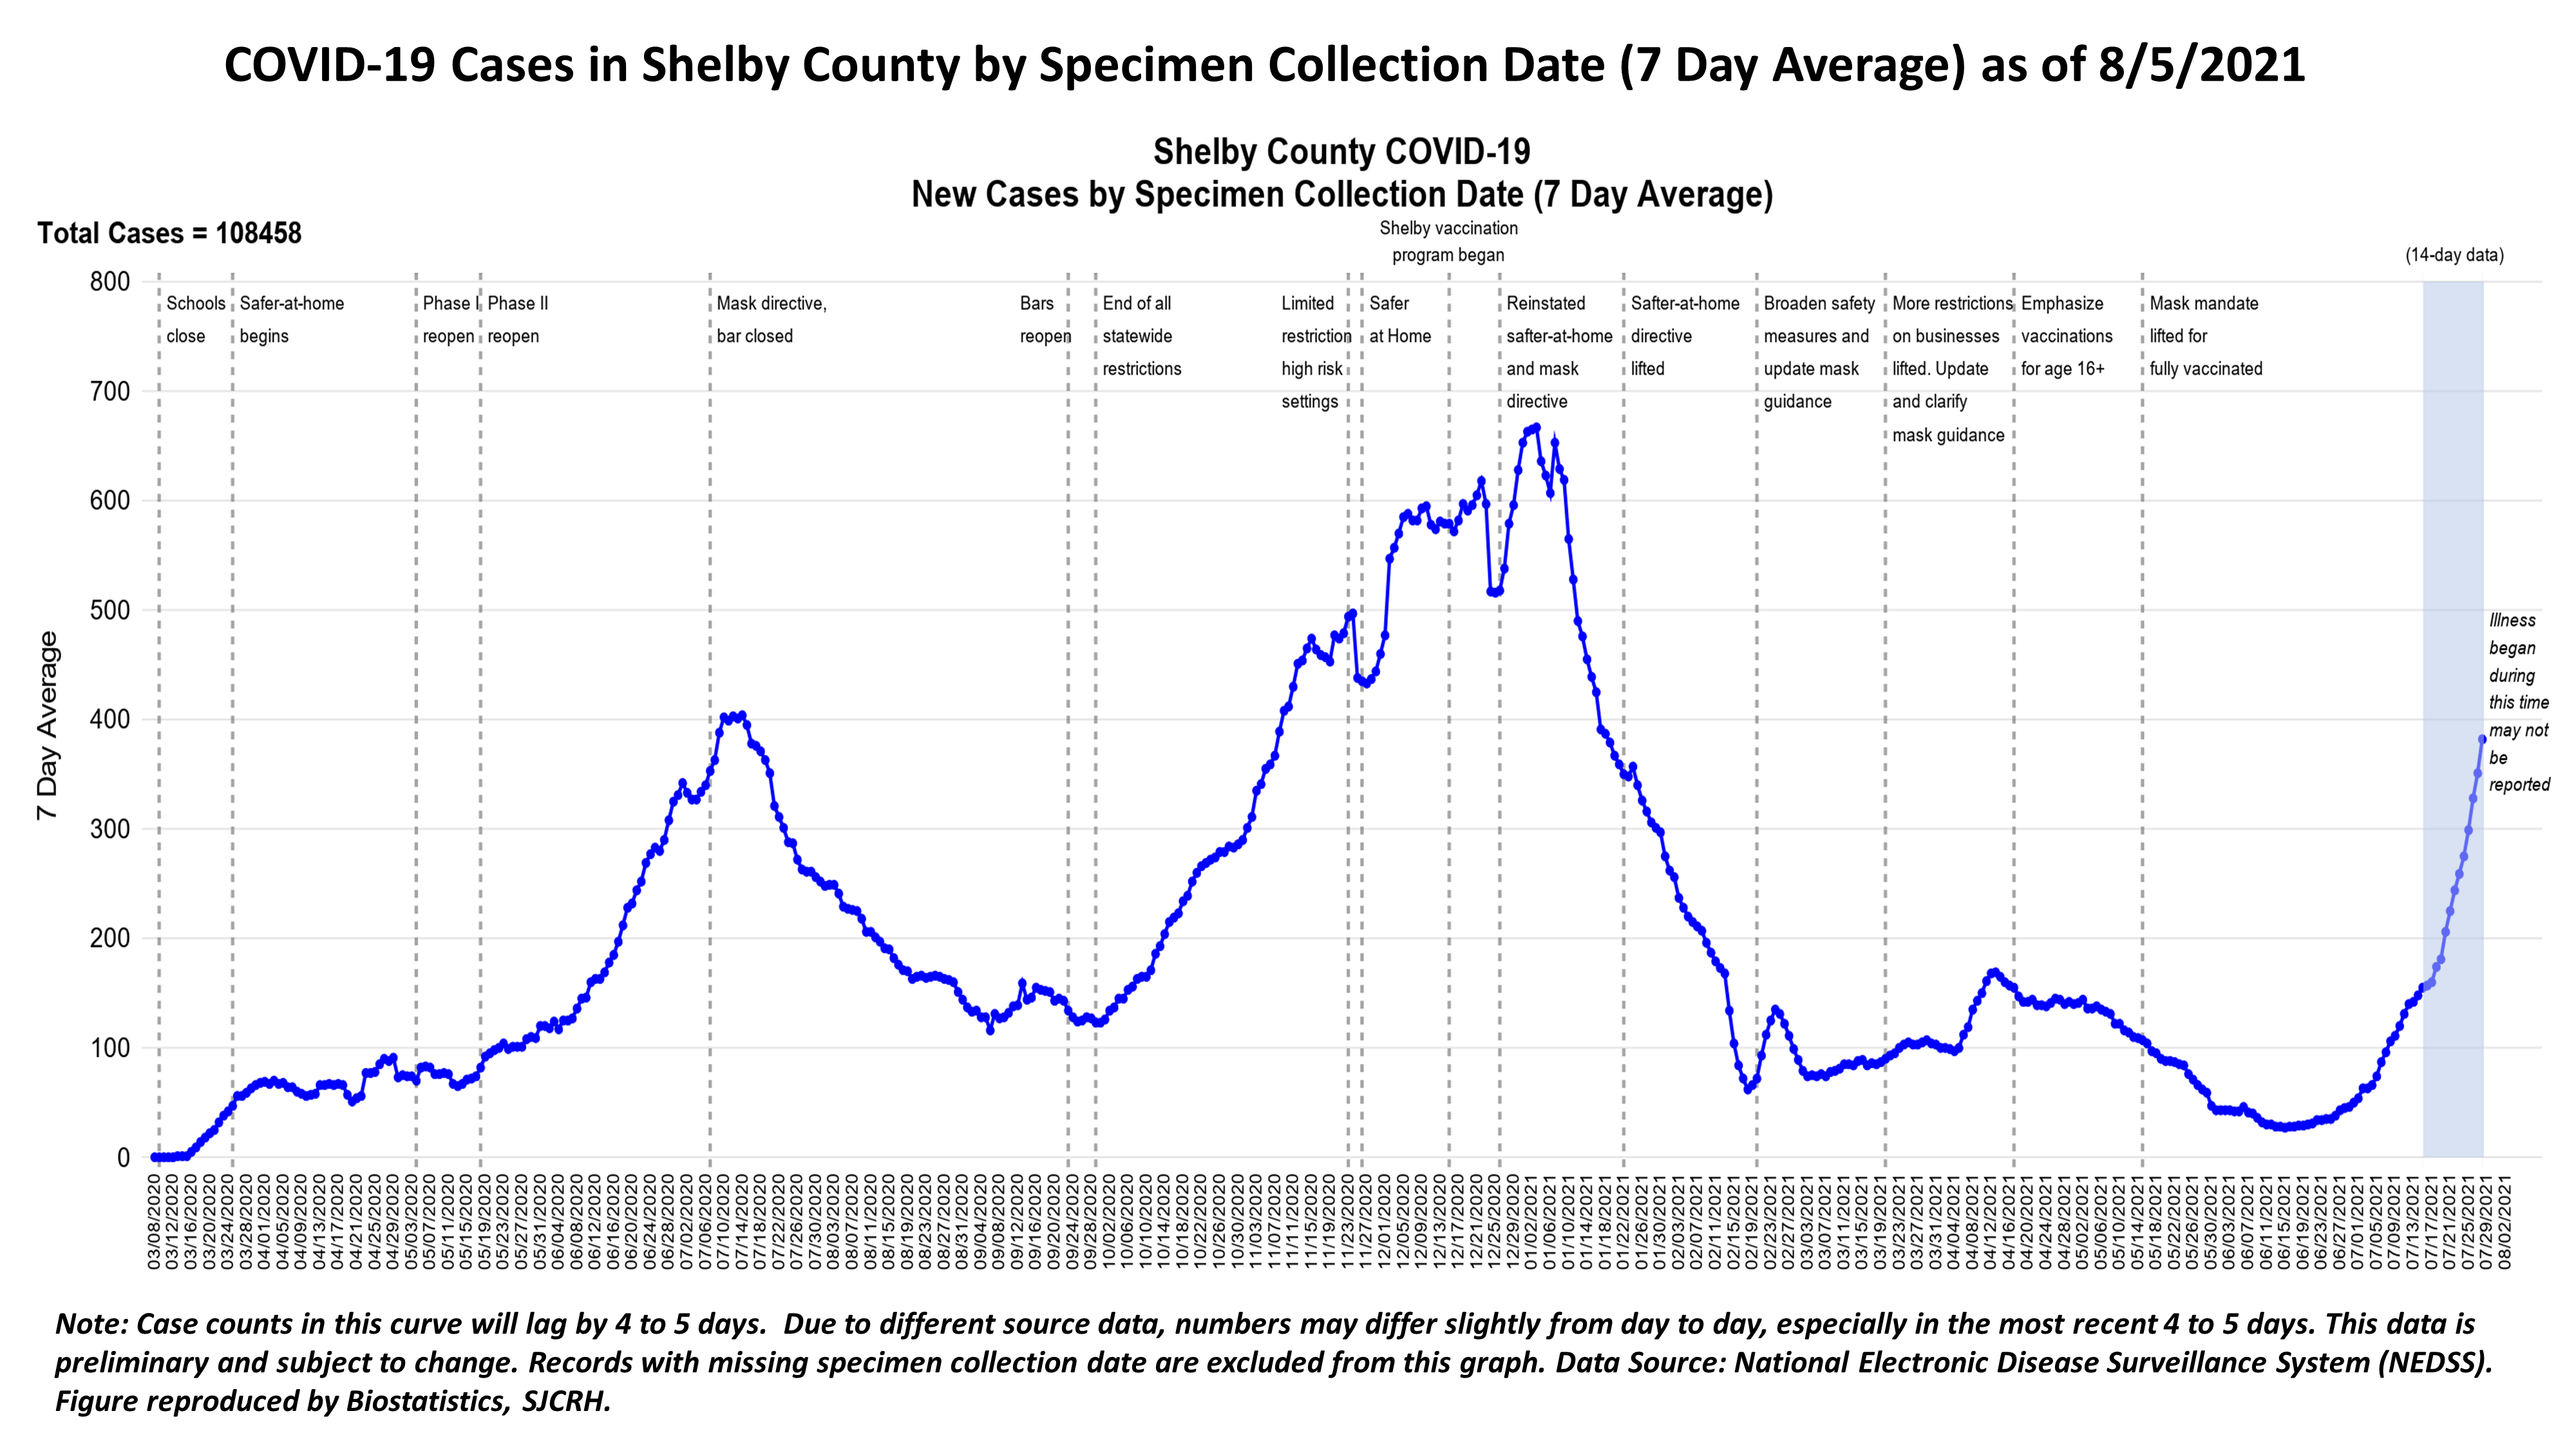 COVID-19 Cases in Shelby County by Specimen Collection Date (7 Day Average) as of 8/5/2021
Shelby County COVID-19
New Cases by Specimen Collection Date (7 Day Average)
Total Cases = 108458
Shelby vaccination
program began
(14-day data)
Schools
close
Safer-at-home
begins
Phase I
reopen
Phase II
reopen
Mask directive,
bar closed
Bars
reopen
End of all
statewide
restrictions
Limited
restriction
high risk
settings
Safer
at Home
Reinstated
safter-at-home
and mask
directive
Safter-at-home
directive
lifted
Broaden safety
measures and
update mask
guidance
More restrictions
on businesses
lifted. Update
and clarify
mask guidance
Emphasize
vaccinations
for age 16+
Mask mandate
lifted for
fully vaccinated
Illness
began
during
this time
may not
be
reported
7 Day Average
800
700
600
500
400
300
200
100
0
03/08/2020
03/12/2020
03/16/2020
03/20/2020
03/24/2020
03/28/2020
04/01/2020
04/05/2020
04/09/2020
04/13/2020
04/17/2020
04/21/2020
04/25/2020
04/29/2020
05/03/2020
05/07/2020
05/11/2020
05/15/2020
05/19/2020
05/23/2020
05/27/2020
05/31/2020
06/04/2020
06/08/2020
06/12/2020
06/16/2020
06/20/2020
06/24/2020
06/28/2020
07/02/2020
07/06/2020
07/10/2020
07/14/2020
07/18/2020
07/22/2020
07/26/2020
07/30/2020
08/03/2020
08/07/2020
08/11/2020
08/15/2020
08/19/2020
08/23/2020
08/27/2020
08/31/2020
09/04/2020
09/08/2020
09/12/2020
09/16/2020
09/20/2020
09/24/2020
09/28/2020
10/02/2020
10/06/2020
10/10/2020
10/14/2020
10/18/2020
10/22/2020
10/26/2020
10/30/2020
11/03/2020
11/07/2020
11/11/2020
11/15/2020
11/19/2020
11/23/2020
11/27/2020
12/01/2020
12/05/2020
12/09/2020
12/13/2020
12/17/2020
12/21/2020
12/25/2020
12/29/2020
01/02/2021
01/06/2021
01/10/2021
01/14/2021
01/18/2021
01/22/2021
01/26/2021
01/30/2021
02/03/2021
02/07/2021
02/11/2021
02/15/2021
02/19/2021
02/23/2021
02/27/2021
03/03/2021
03/07/2021
03/11/2021
03/15/2021
03/19/2021
03/23/2021
03/27/2021
03/31/2021
04/04/2021
04/08/2021
04/12/2021
04/16/2021
04/20/2021
04/24/2021
04/28/2021
05/02/2021
05/06/2021
05/10/2021
05/14/2021
05/18/2021
05/22/2021
05/26/2021
05/30/2021
06/03/2021
06/07/2021
06/11/2021
06/15/2021
06/19/2021
06/23/2021
06/27/2021
07/01/2021
07/05/2021
07/09/2021
07/13/2021
07/17/2021
07/21/2021
07/25/2021
07/29/2021
08/02/2021
Note: Case counts in this curve will lag by 4 to 5 days.  Due to different source data, numbers may differ slightly from day to day, especially in the most recent 4 to 5 days. This data is
preliminary and subject to change. Records with missing specimen collection date are excluded from this graph. Data Source: National Electronic Disease Surveillance System (NEDSS).
Figure reproduced by Biostatistics, SJCRH.